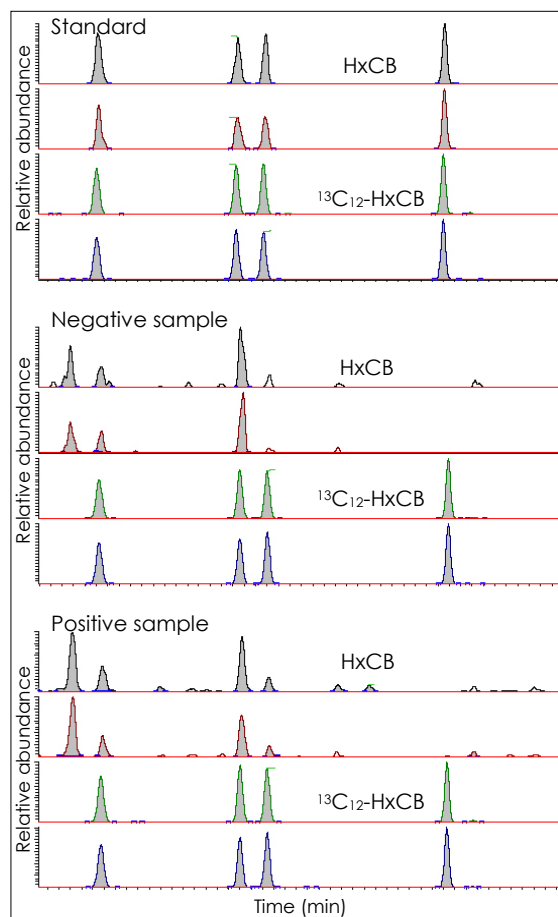 Standard
HxCB
Relative abundance
¹³C₁₂-HxCB
Negative sample
HxCB
Relative abundance
¹³C₁₂-HxCB
Positive sample
HxCB
Relative abundance
¹³C₁₂-HxCB
Time (min)